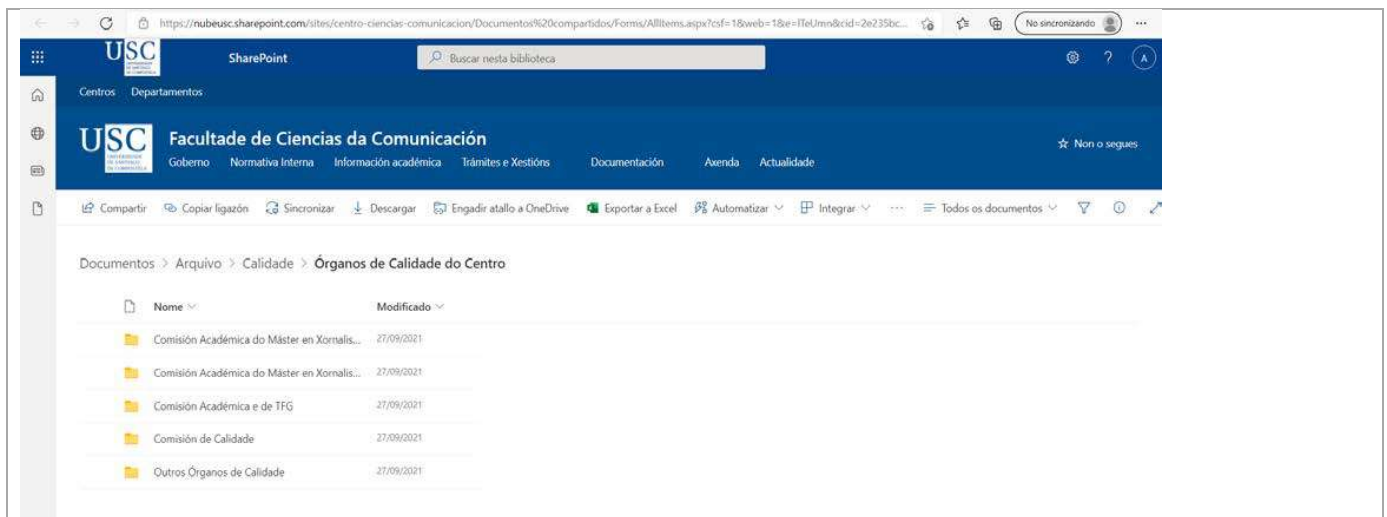 https://nubeusc.sharepoint.com/sites/centro-ciencias-comunicacion/Documentos%20compartidos/Forms/AllItems.aspx?csf=1&web=1&e=lTeUmn&cid=2e235bc... No sincronizando
USC SharePoint Buscar nesta biblioteca ? A
Centros Departamentos
USC Facultade de Ciencias da Comunicación Non o segues
Goberno Normativa Interna Información académica Trámites e Xestións Documentación Axenda Actualidade
Compartir Copiar ligazón Sincronizar Descargar Engadir atallo a OneDrive Exportar a Excel Automatizar Integrar ... Todos os documentos
Documentos > Arquivo > Calidade > Órganos de Calidade do Centro
Nome Modificado
Comisión Académica do Máster en Xornalis... 27/09/2021
Comisión Académica do Máster en Xornalis... 27/09/2021
Comisión Académica e de TFG 27/09/2021
Comisión de Calidade 27/09/2021
Outros Órganos de Calidade 27/09/2021